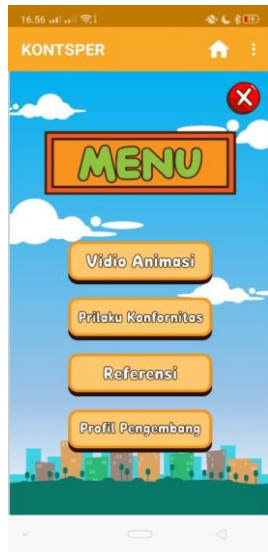 16.56
KONTSPER
MENU
Vidio Animasi
Prilaku Konfornitas
Referensi
Profil Pengembang